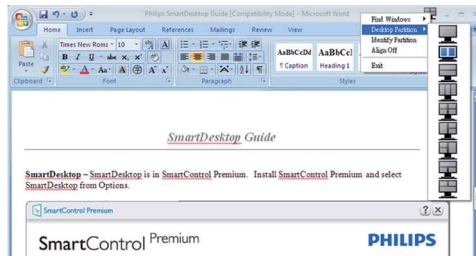 Philips SmartDesktop Guide [Compatibility Mode] - Microsoft Word
Home Insert Page Layout References Mailings Review View
Find Windows
Desktop Partition
Identify Partition
Align Off
Exit
Times New Roma 10
Paste
AaBbCcDd AaBbCcI
¶ Caption Heading 1
Clipboard Font Paragraph Styles
SmartDesktop Guide
SmartDesktop – SmartDesktop is in SmartControl Premium. Install SmartControl Premium and select
SmartDesktop from Options.
SmartControl Premium
SmartControl Premium
PHILIPS